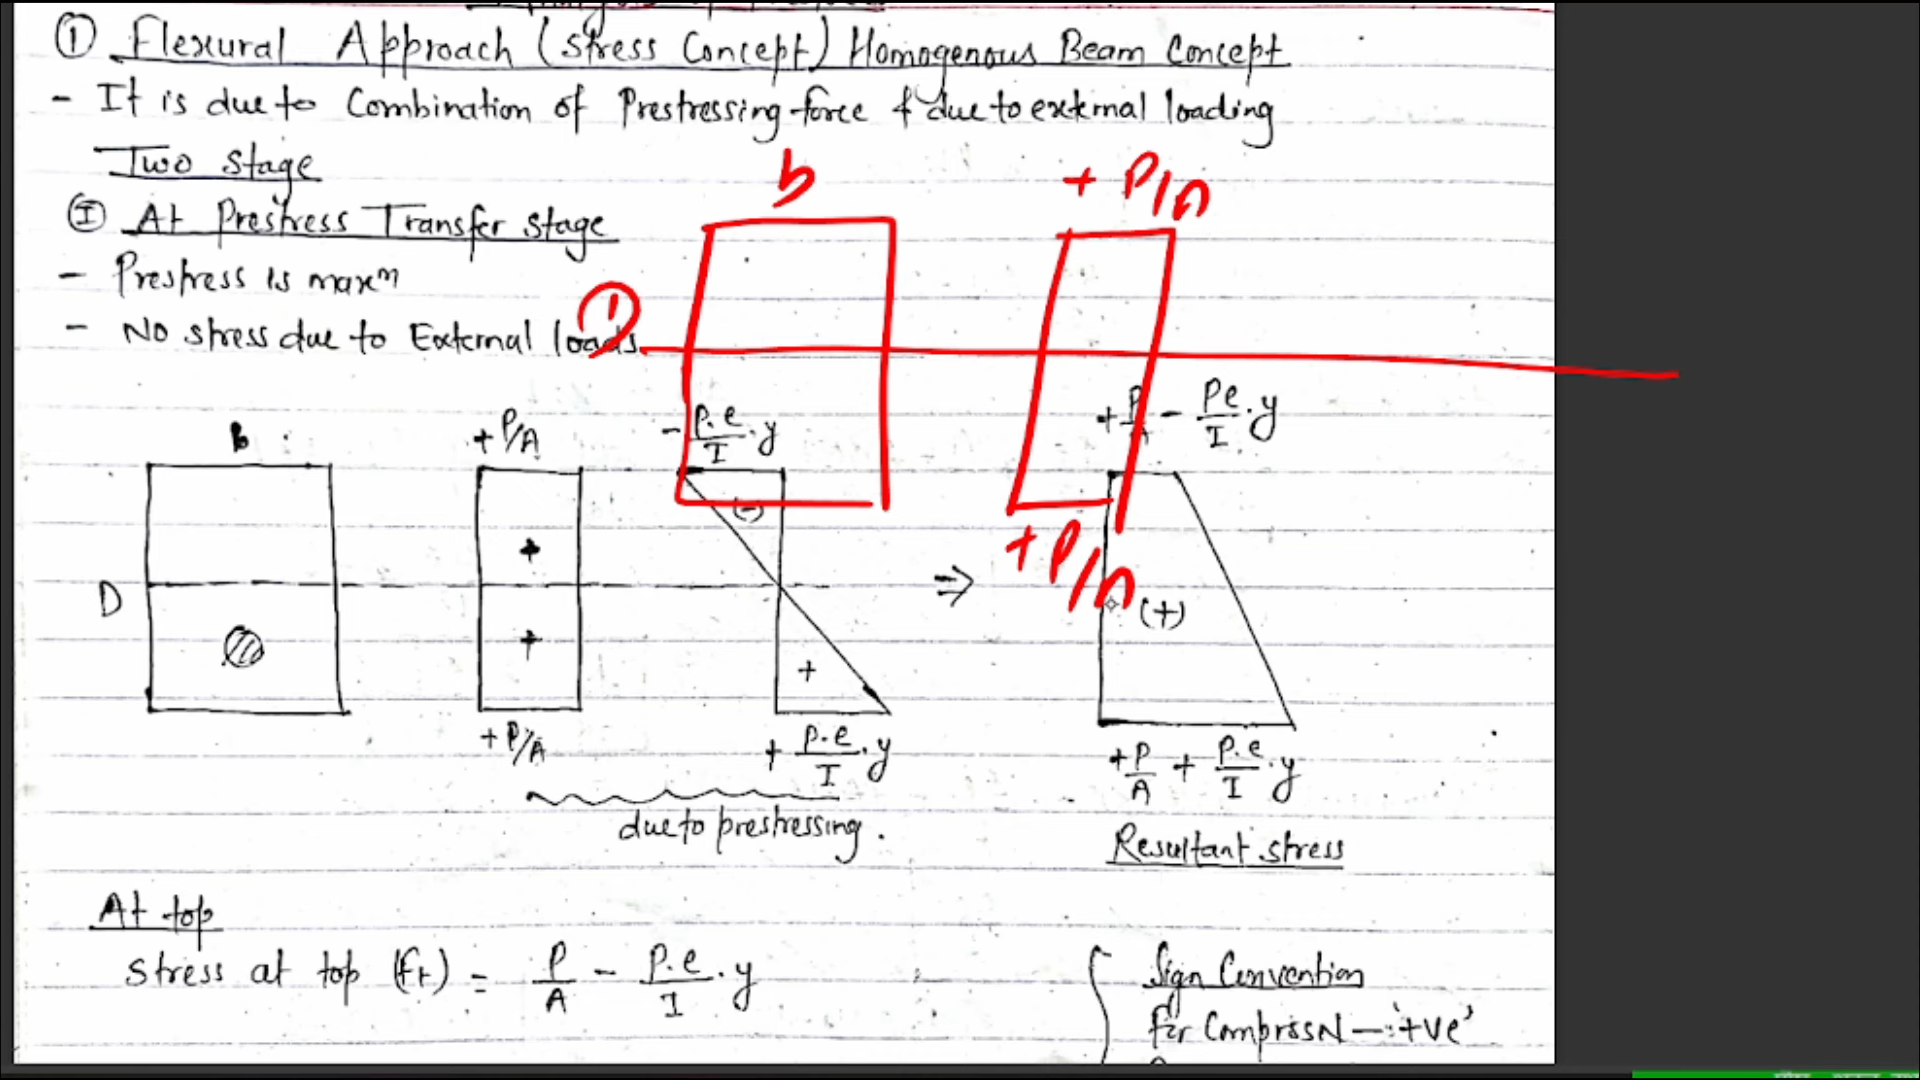 ① Flexural Approach (Stress Concept) Homogenous Beam Concept
- It is due to Combination of Prestressing force & due to external loading
Two stage
b
+ P/A
Ⓘ At Prestress Transfer stage
- Prestress is maxᵐ
①
- No stress due to External loads.
b
+P/A
- P.e/I . y
+P/A - Pe/I . y
(-)
D
+
+
+
⇒
+ P/A
(+)
+P/A
+ P.e/I . y
+P/A + P.e/I . y
due to prestressing.
Resultant stress
At top
stress at top (ft) = P/A - P.e/I . y
Sign Convention
for CompressN - '+ve'